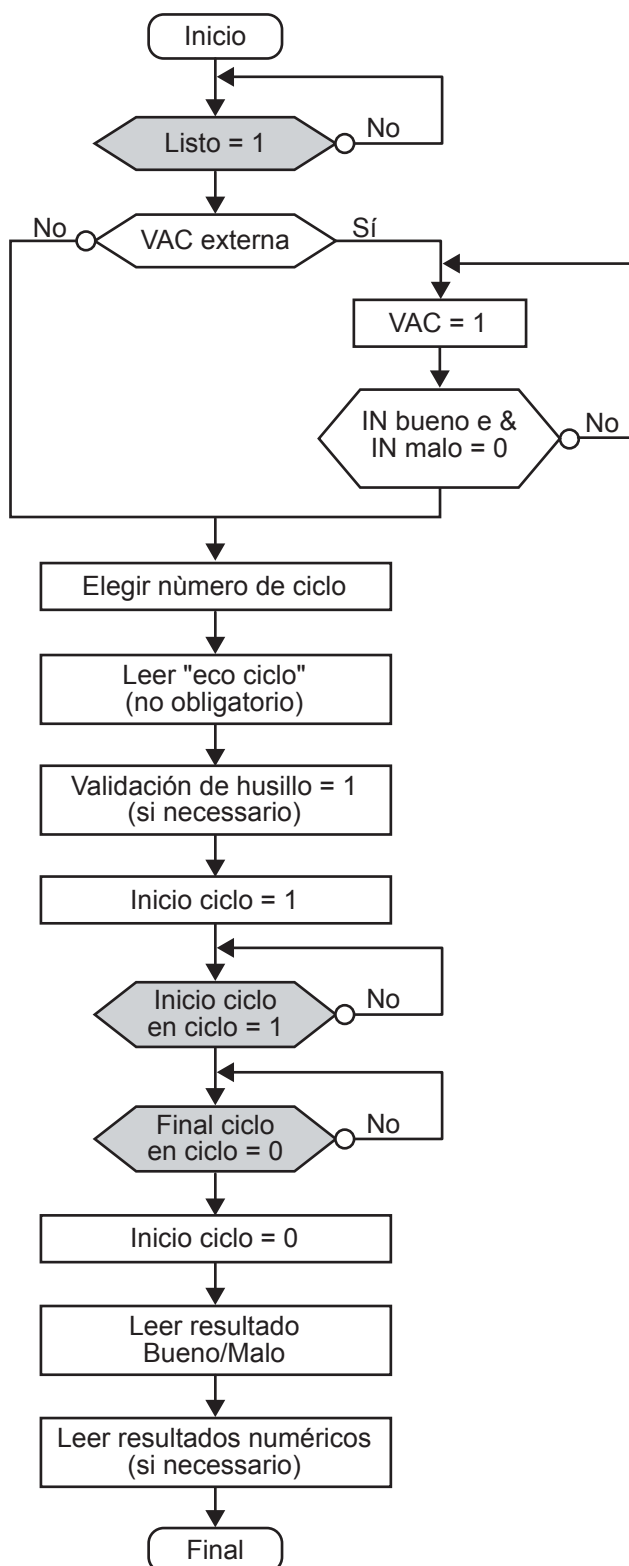 Inicio
Listo = 1
No
No
VAC externa
Sí
VAC = 1
IN bueno e &
IN malo = 0
No
Elegir nùmero de ciclo
Leer "eco ciclo"
(no obligatorio)
Validación de husillo = 1
(si necessario)
Inicio ciclo = 1
Inicio ciclo
en ciclo = 1
No
Final ciclo
en ciclo = 0
No
Inicio ciclo = 0
Leer resultado
Bueno/Malo
Leer resultados numéricos
(si necessario)
Final